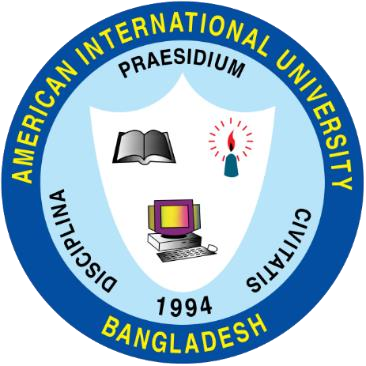 AMERICAN INTERNATIONAL UNIVERSITY
PRAESIDIUM
DISCIPLINA
CIVITATIS
1994
BANGLADESH